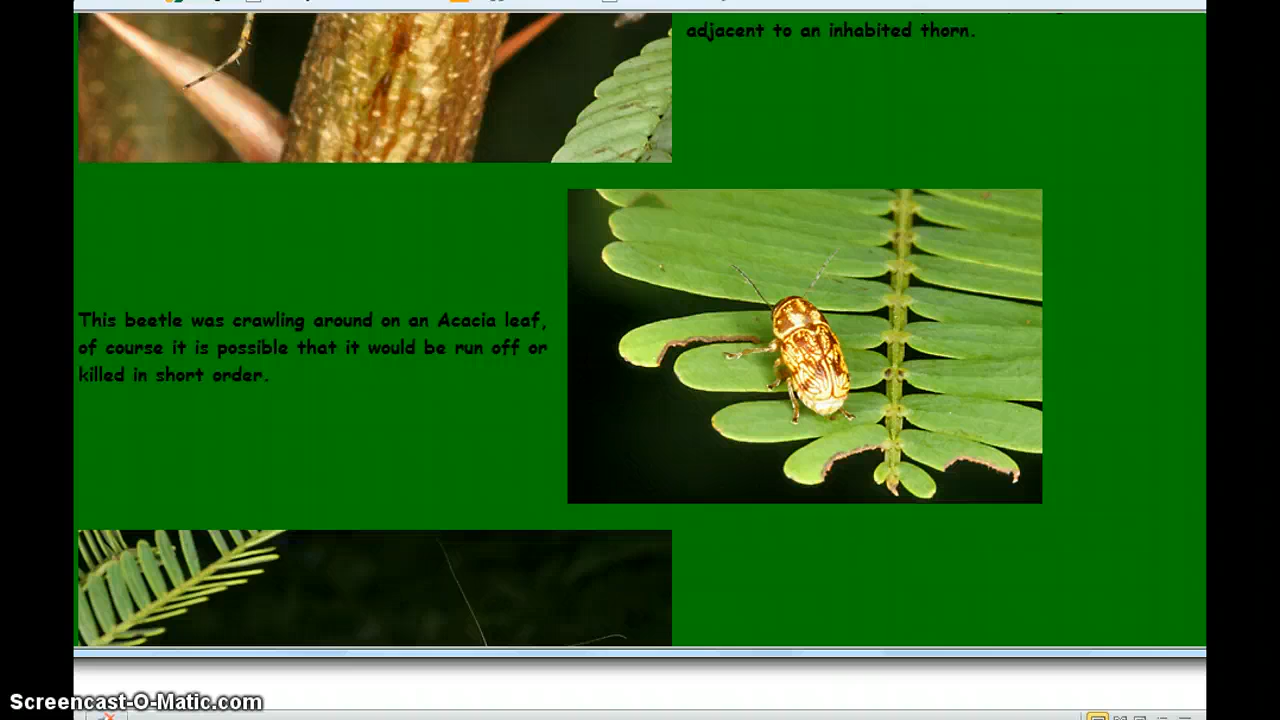 adjacent to an inhabited thorn.
This beetle was crawling around on an Acacia leaf,
of course it is possible that it would be run off or
killed in short order.
Screencast-O-Matic.com